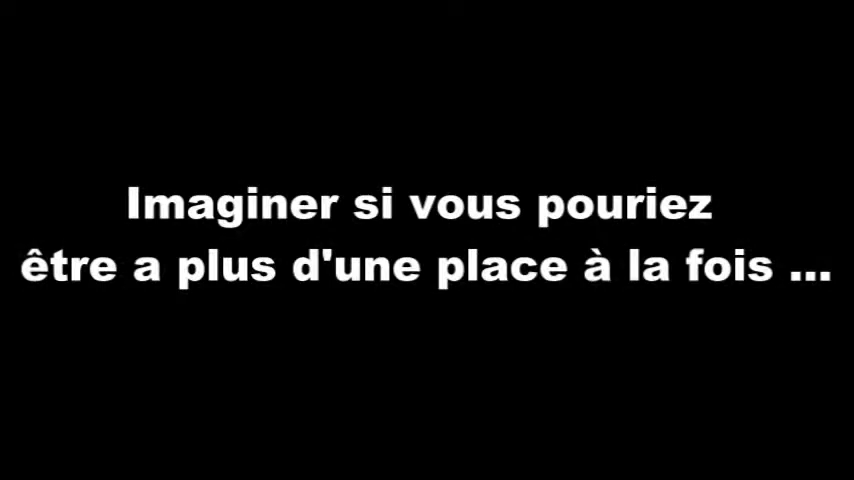 Imaginer si vous pouriez
être a plus d'une place à la fois ...